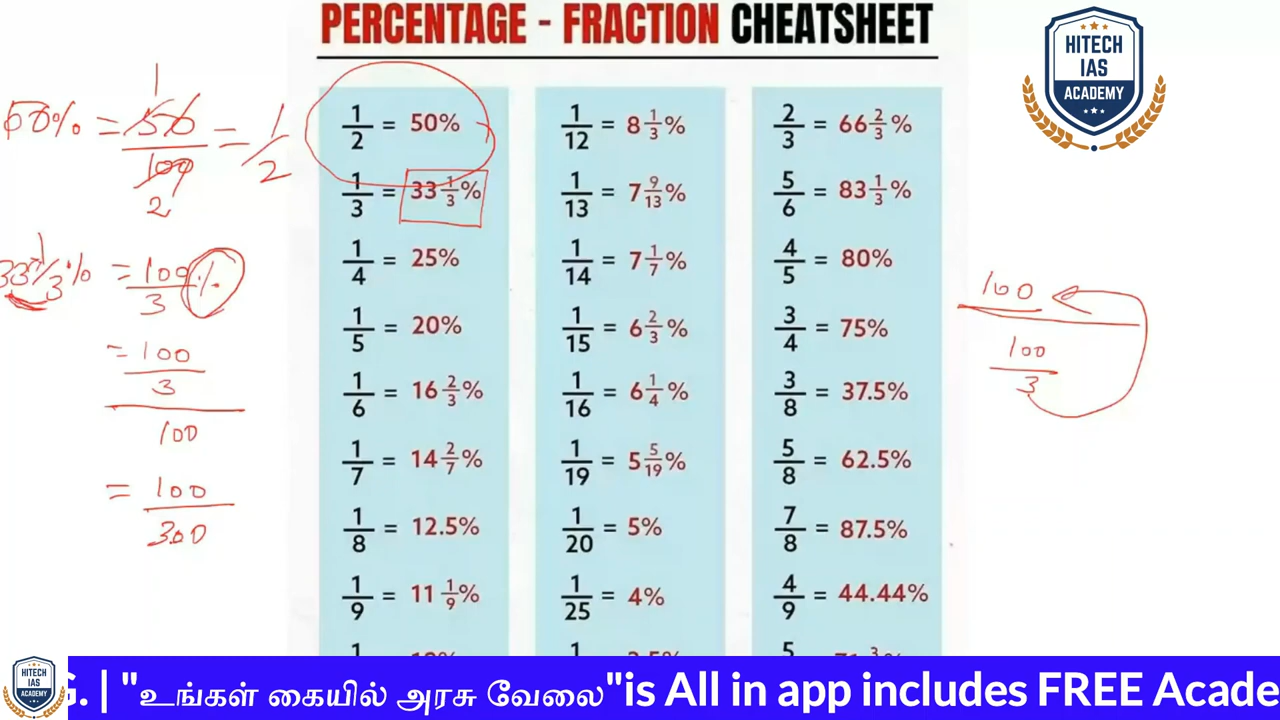 PERCENTAGE - FRACTION CHEATSHEET
HITECH
IAS
ACADEMY
1/2 = 50%
1/3 = 33 1/3%
1/4 = 25%
1/5 = 20%
1/6 = 16 2/3%
1/7 = 14 2/7%
1/8 = 12.5%
1/9 = 11 1/9%
1/12 = 8 1/3%
1/13 = 7 9/13%
1/14 = 7 1/7%
1/15 = 6 2/3%
1/16 = 6 1/4%
1/19 = 5 5/19%
1/20 = 5%
1/25 = 4%
2/3 = 66 2/3%
5/6 = 83 1/3%
4/5 = 80%
3/4 = 75%
3/8 = 37.5%
5/8 = 62.5%
7/8 = 87.5%
4/9 = 44.44%
1
50% = 50/100 = 1/2
2
33 1/3% = 100/3 %
= 100/3
100
= 100/300
100
100/3
HITECH
IAS
ACADEMY
G. | "உங்கள் கையில் அரசு வேலை"is All in app includes FREE Acade